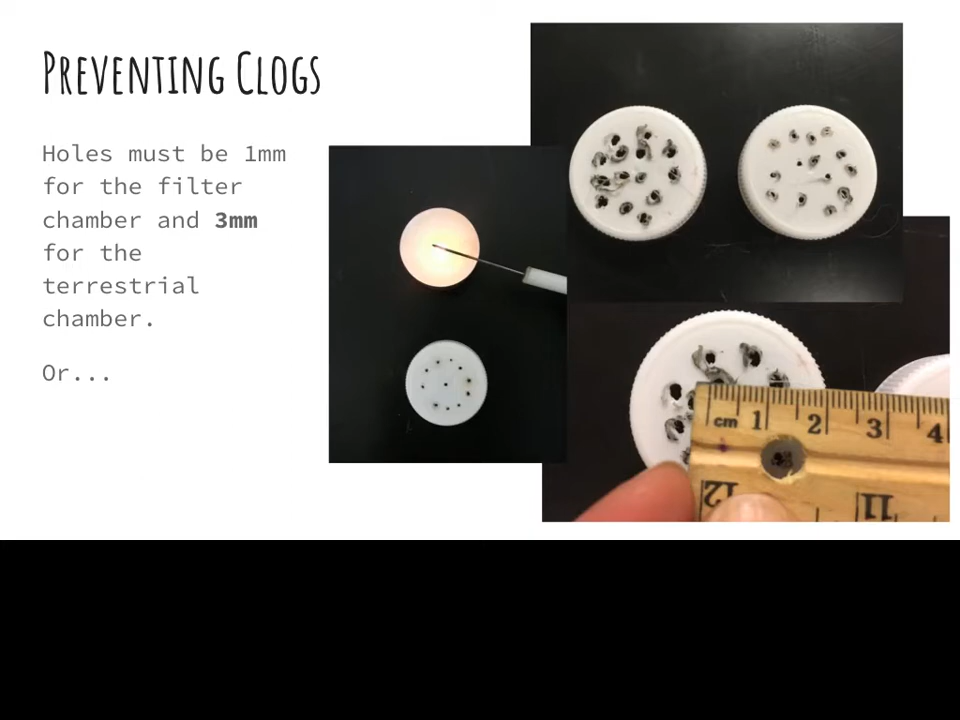 Preventing Clogs
Holes must be 1mm
for the filter
chamber and 3mm
for the
terrestrial
chamber.
Or...
cm 1 2 3 4
12 11